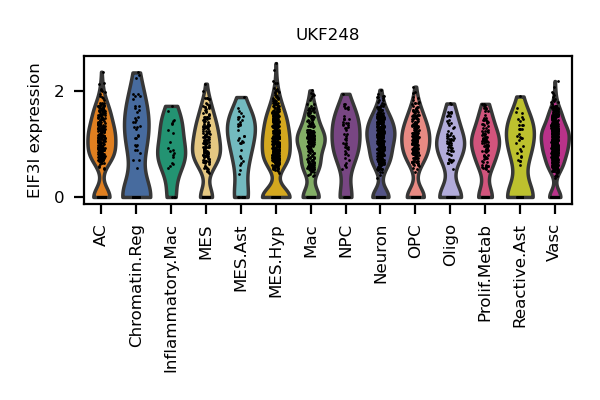 UKF248
EIF3I expression
2
0
AC
Chromatin.Reg
Inflammatory.Mac
MES
MES.Ast
MES.Hyp
Mac
NPC
Neuron
OPC
Oligo
Prolif.Metab
Reactive.Ast
Vasc